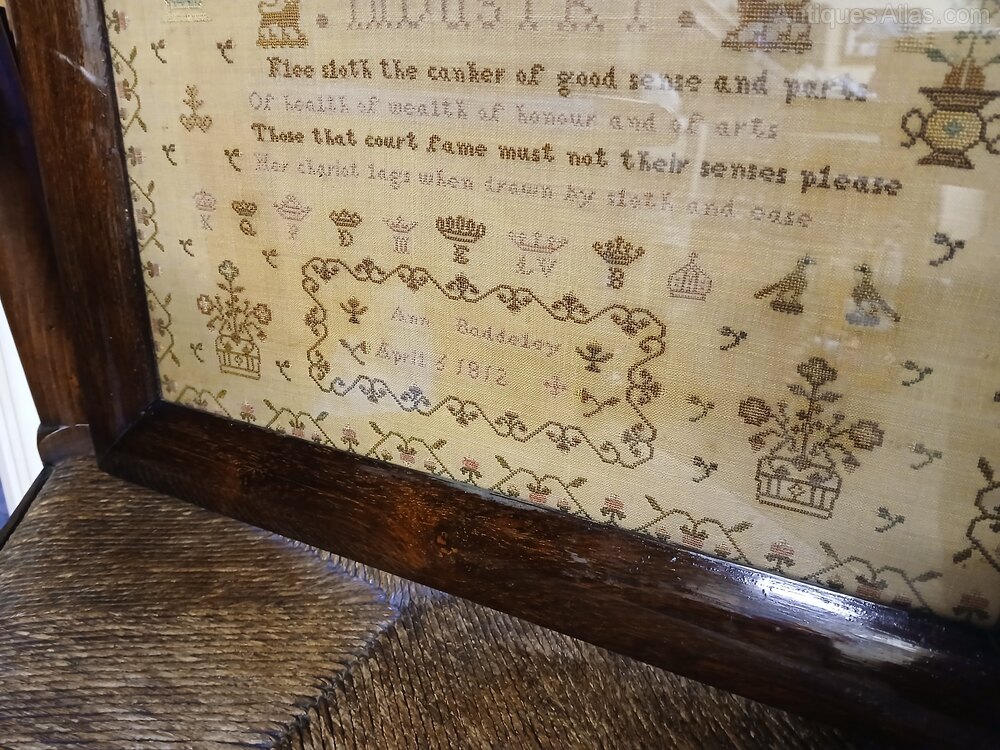 AntiquesAtlas.com
. INDUSTRY .
Flee sloth the canker of good sense and parts
Of health of wealth of honour and of arts
Those that court fame must not their senses please
Her chariot lags when drawn by sloth and ease
K Q P D M E LV B
Ann Baddeley
April 6 1812